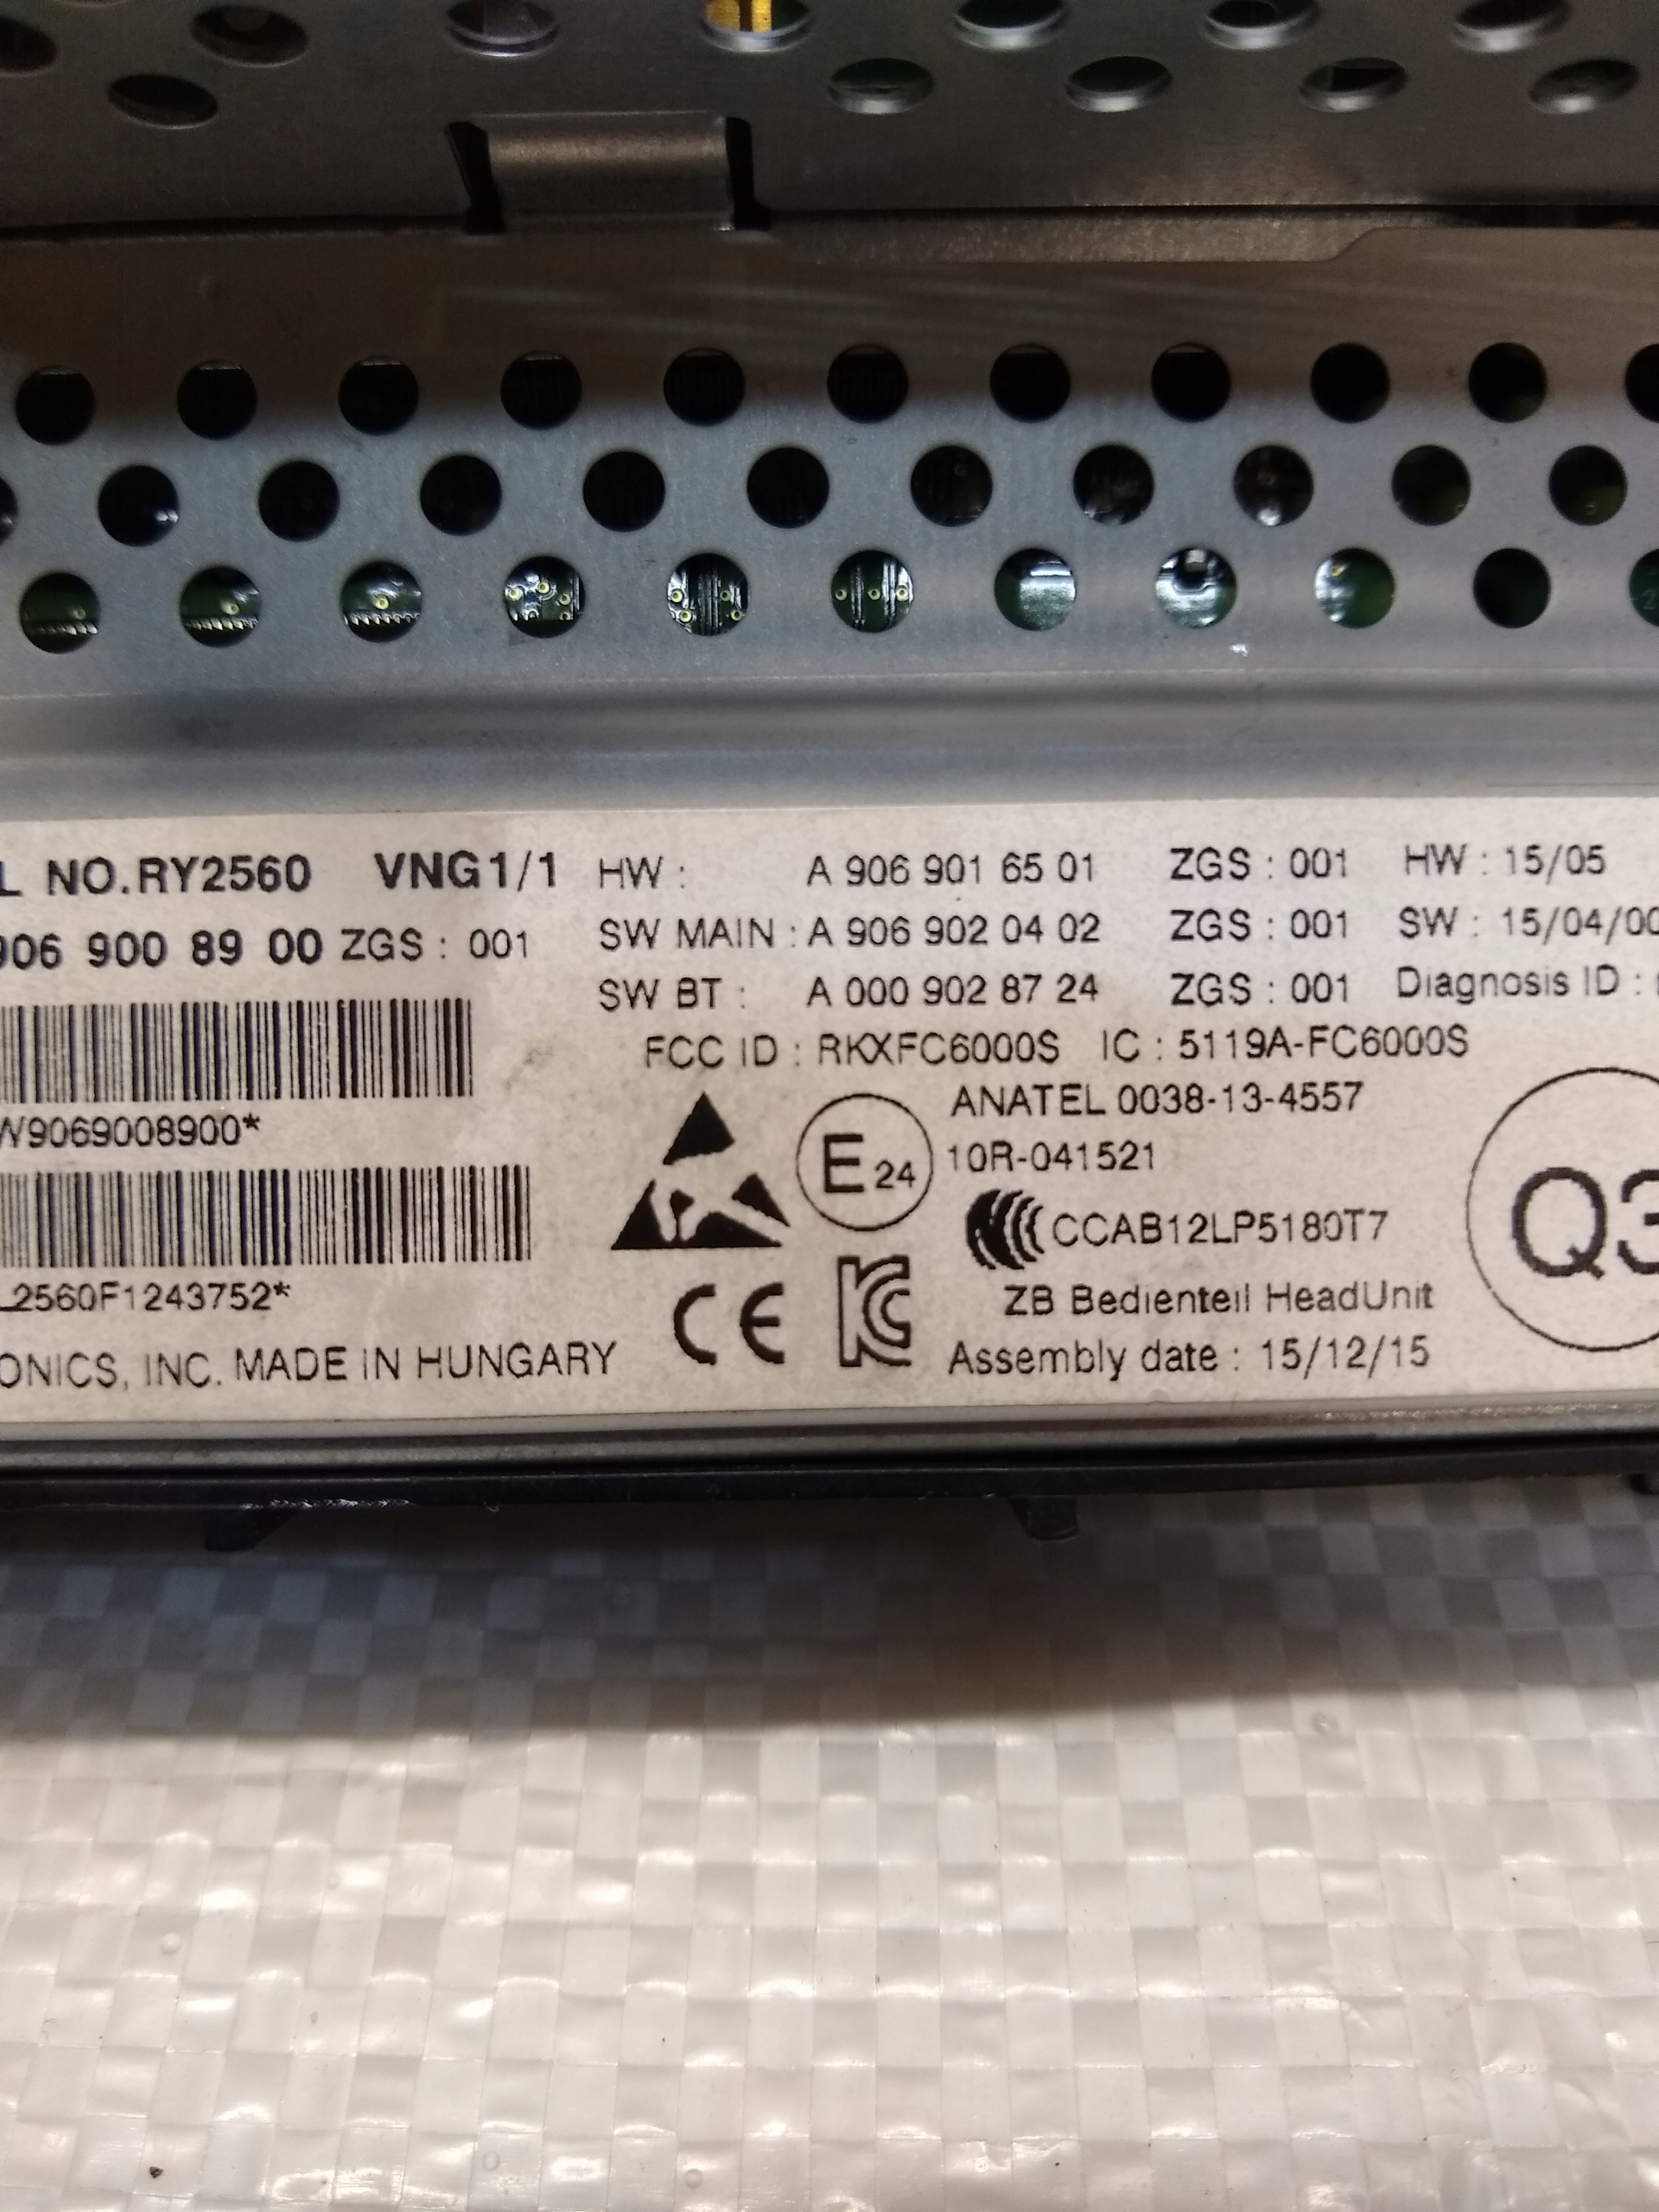 L NO.RY2560 VNG1/1 HW : A 906 901 65 01 ZGS : 001 HW : 15/05
906 900 89 00 ZGS : 001 SW MAIN : A 906 902 04 02 ZGS : 001 SW : 15/04/00
SW BT : A 000 902 87 24 ZGS : 001 Diagnosis ID :
FCC ID : RKXFC6000S IC : 5119A-FC6000S
W9069008900*
ANATEL 0038-13-4557
E 24 10R-041521
CCAB12LP5180T7
Q3
L2560F1243752*
CE KC
ZB Bedienteil HeadUnit
ONICS, INC. MADE IN HUNGARY
Assembly date : 15/12/15